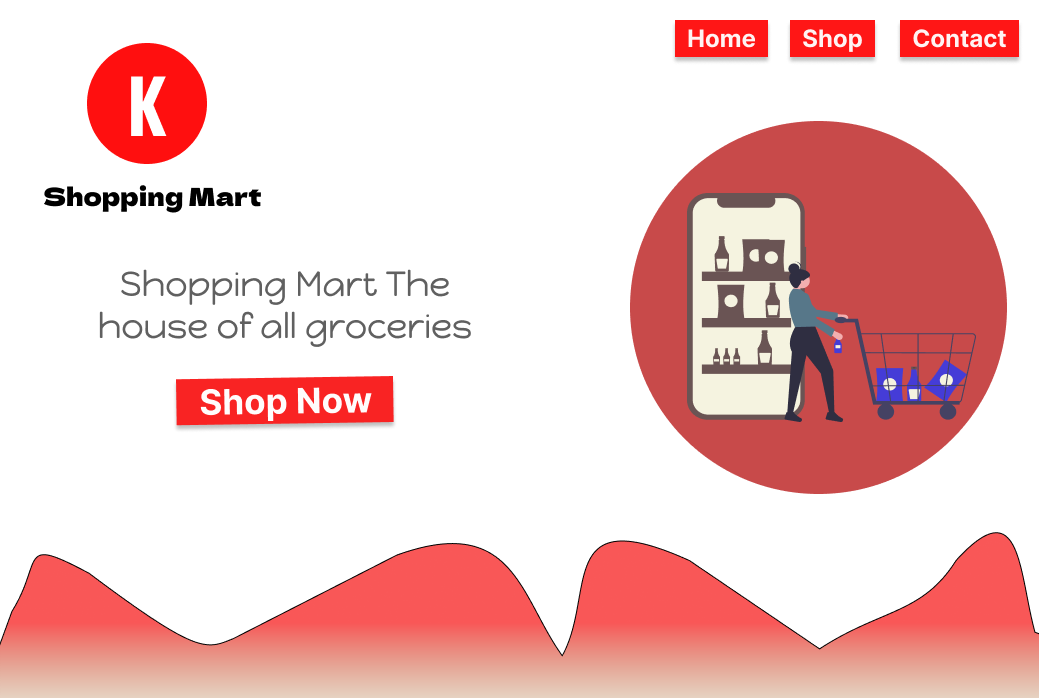 Home Shop Contact
K
Shopping Mart
Shopping Mart The
house of all groceries
Shop Now